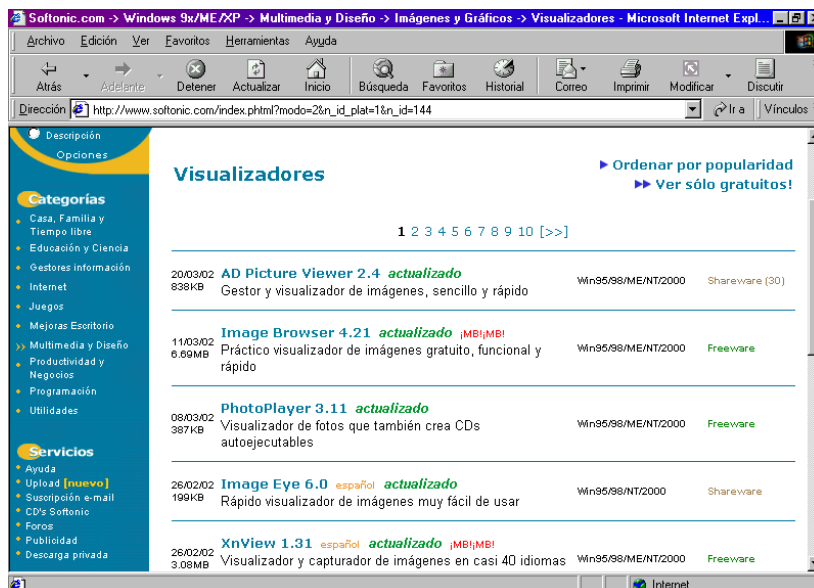 Softonic.com -> Windows 9x/ME/XP -> Multimedia y Diseño -> Imágenes y Gráficos -> Visualizadores - Microsoft Internet Expl...
Archivo Edición Ver Favoritos Herramientas Ayuda
Atrás Adelante Detener Actualizar Inicio Búsqueda Favoritos Historial Correo Imprimir Modificar Discutir
Dirección http://www.softonic.com/index.phtml?modo=2&n_id_plat=1&n_id=144 Ir a Vínculos
Descripción
Opciones
Categorías
Casa, Familia y
Tiempo libre
Educación y Ciencia
Gestores información
Internet
Juegos
Mejoras Escritorio
Multimedia y Diseño
Productividad y
Negocios
Programación
Utilidades
Servicios
Ayuda
Upload [nuevo]
Suscripción e-mail
CD's Softonic
Foros
Publicidad
Descarga privada
Visualizadores
Ordenar por popularidad
Ver sólo gratuitos!
1 2 3 4 5 6 7 8 9 10 [>>]
20/03/02 AD Picture Viewer 2.4 actualizado Win95/98/ME/NT/2000 Shareware (30)
838KB Gestor y visualizador de imágenes, sencillo y rápido
11/03/02 Image Browser 4.21 actualizado ¡MB!¡MB! Win95/98/ME/NT/2000 Freeware
6.69MB Práctico visualizador de imágenes gratuito, funcional y
rápido
08/03/02 PhotoPlayer 3.11 actualizado Win95/98/ME/NT/2000 Freeware
387KB Visualizador de fotos que también crea CDs
autoejecutables
26/02/02 Image Eye 6.0 español actualizado Win95/98/NT/2000 Shareware
199KB Rápido visualizador de imágenes muy fácil de usar
26/02/02 XnView 1.31 español actualizado ¡MB!¡MB! Win95/98/ME/NT/2000 Freeware
3.08MB Visualizador y capturador de imágenes en casi 40 idiomas
Internet